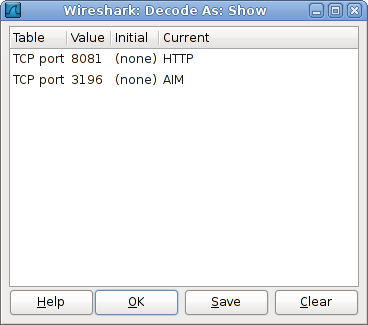 Wireshark: Decode As: Show
Table Value Initial Current
TCP port 8081 (none) HTTP
TCP port 3196 (none) AIM
Help OK Save Clear